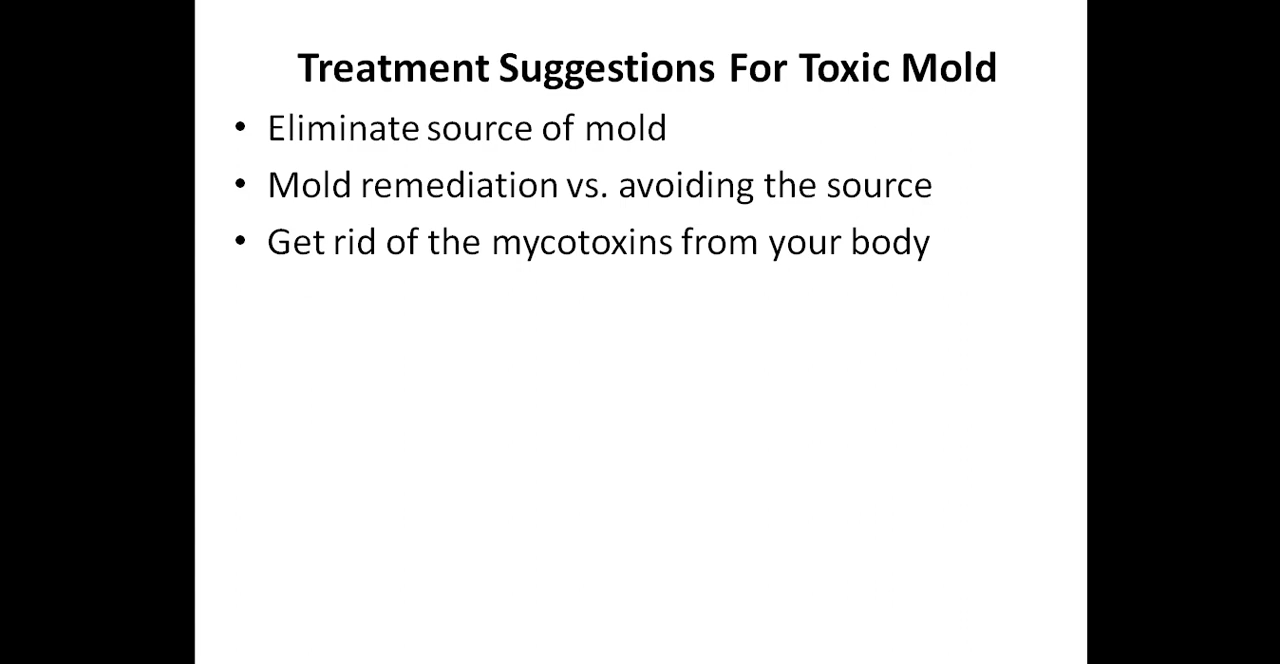 Treatment Suggestions For Toxic Mold
• Eliminate source of mold
• Mold remediation vs. avoiding the source
• Get rid of the mycotoxins from your body